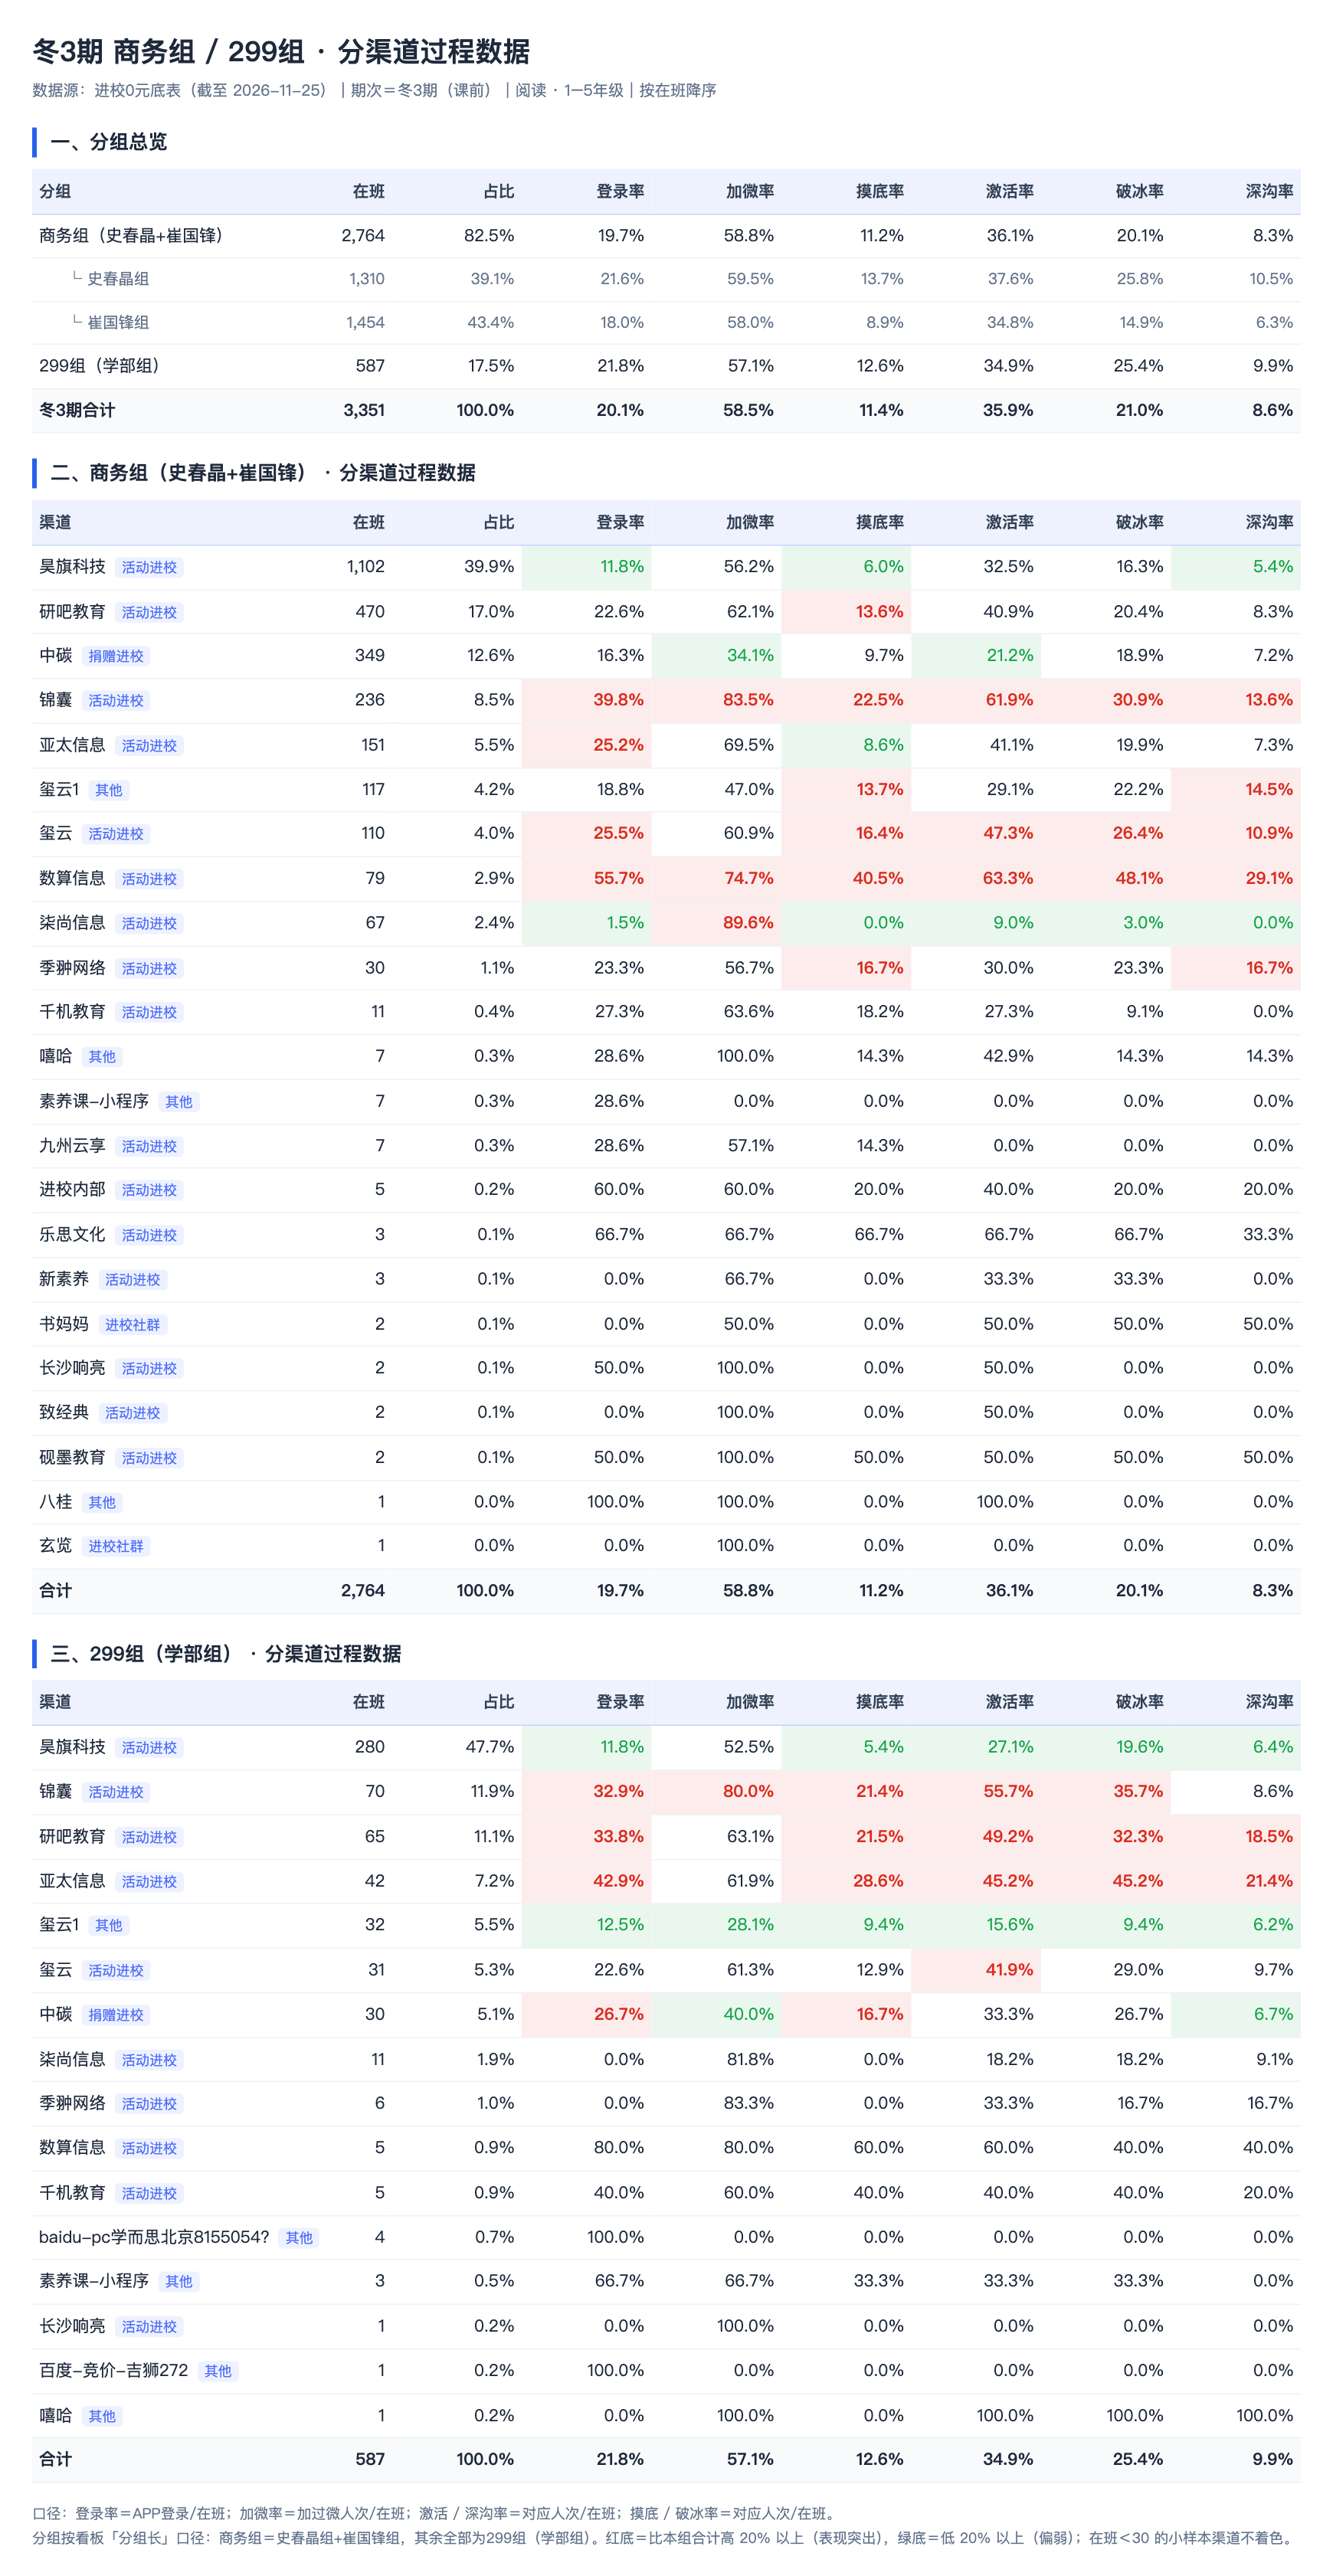 冬3期 商务组 / 299组 · 分渠道过程数据
数据源：进校0元底表（截至 2026-11-25）｜期次=冬3期（课前）｜阅读 · 1—5年级｜按在班降序
一、分组总览
分组 在班 占比 登录率 加微率 摸底率 激活率 破冰率 深沟率
商务组（史春晶+崔国锋） 2,764 82.5% 19.7% 58.8% 11.2% 36.1% 20.1% 8.3%
└ 史春晶组 1,310 39.1% 21.6% 59.5% 13.7% 37.6% 25.8% 10.5%
└ 崔国锋组 1,454 43.4% 18.0% 58.0% 8.9% 34.8% 14.9% 6.3%
299组（学部组） 587 17.5% 21.8% 57.1% 12.6% 34.9% 25.4% 9.9%
冬3期合计 3,351 100.0% 20.1% 58.5% 11.4% 35.9% 21.0% 8.6%
二、商务组（史春晶+崔国锋） · 分渠道过程数据
渠道 在班 占比 登录率 加微率 摸底率 激活率 破冰率 深沟率
昊旗科技 活动进校 1,102 39.9% 11.8% 56.2% 6.0% 32.5% 16.3% 5.4%
研吧教育 活动进校 470 17.0% 22.6% 62.1% 13.6% 40.9% 20.4% 8.3%
中碳 捐赠进校 349 12.6% 16.3% 34.1% 9.7% 21.2% 18.9% 7.2%
锦囊 活动进校 236 8.5% 39.8% 83.5% 22.5% 61.9% 30.9% 13.6%
亚太信息 活动进校 151 5.5% 25.2% 69.5% 8.6% 41.1% 19.9% 7.3%
玺云1 其他 117 4.2% 18.8% 47.0% 13.7% 29.1% 22.2% 14.5%
玺云 活动进校 110 4.0% 25.5% 60.9% 16.4% 47.3% 26.4% 10.9%
数算信息 活动进校 79 2.9% 55.7% 74.7% 40.5% 63.3% 48.1% 29.1%
柒尚信息 活动进校 67 2.4% 1.5% 89.6% 0.0% 9.0% 3.0% 0.0%
季翀网络 活动进校 30 1.1% 23.3% 56.7% 16.7% 30.0% 23.3% 16.7%
千机教育 活动进校 11 0.4% 27.3% 63.6% 18.2% 27.3% 9.1% 0.0%
嘻哈 其他 7 0.3% 28.6% 100.0% 14.3% 42.9% 14.3% 14.3%
素养课-小程序 其他 7 0.3% 28.6% 0.0% 0.0% 0.0% 0.0% 0.0%
九州云享 活动进校 7 0.3% 28.6% 57.1% 14.3% 0.0% 0.0% 0.0%
进校内部 活动进校 5 0.2% 60.0% 60.0% 20.0% 40.0% 20.0% 20.0%
乐思文化 活动进校 3 0.1% 66.7% 66.7% 66.7% 66.7% 66.7% 33.3%
新素养 活动进校 3 0.1% 0.0% 66.7% 0.0% 33.3% 33.3% 0.0%
书妈妈 进校社群 2 0.1% 0.0% 50.0% 0.0% 50.0% 50.0% 50.0%
长沙响亮 活动进校 2 0.1% 50.0% 100.0% 0.0% 50.0% 0.0% 0.0%
致经典 活动进校 2 0.1% 0.0% 100.0% 0.0% 50.0% 0.0% 0.0%
砚墨教育 活动进校 2 0.1% 50.0% 100.0% 50.0% 50.0% 50.0% 50.0%
八桂 其他 1 0.0% 100.0% 100.0% 0.0% 100.0% 0.0% 0.0%
玄览 进校社群 1 0.0% 0.0% 100.0% 0.0% 0.0% 0.0% 0.0%
合计 2,764 100.0% 19.7% 58.8% 11.2% 36.1% 20.1% 8.3%
三、299组（学部组） · 分渠道过程数据
渠道 在班 占比 登录率 加微率 摸底率 激活率 破冰率 深沟率
昊旗科技 活动进校 280 47.7% 11.8% 52.5% 5.4% 27.1% 19.6% 6.4%
锦囊 活动进校 70 11.9% 32.9% 80.0% 21.4% 55.7% 35.7% 8.6%
研吧教育 活动进校 65 11.1% 33.8% 63.1% 21.5% 49.2% 32.3% 18.5%
亚太信息 活动进校 42 7.2% 42.9% 61.9% 28.6% 45.2% 45.2% 21.4%
玺云1 其他 32 5.5% 12.5% 28.1% 9.4% 15.6% 9.4% 6.2%
玺云 活动进校 31 5.3% 22.6% 61.3% 12.9% 41.9% 29.0% 9.7%
中碳 捐赠进校 30 5.1% 26.7% 40.0% 16.7% 33.3% 26.7% 6.7%
柒尚信息 活动进校 11 1.9% 0.0% 81.8% 0.0% 18.2% 18.2% 9.1%
季翀网络 活动进校 6 1.0% 0.0% 83.3% 0.0% 33.3% 16.7% 16.7%
数算信息 活动进校 5 0.9% 80.0% 80.0% 60.0% 60.0% 40.0% 40.0%
千机教育 活动进校 5 0.9% 40.0% 60.0% 40.0% 40.0% 40.0% 20.0%
baidu-pc学而思北京8155054? 其他 4 0.7% 100.0% 0.0% 0.0% 0.0% 0.0% 0.0%
素养课-小程序 其他 3 0.5% 66.7% 66.7% 33.3% 33.3% 33.3% 0.0%
长沙响亮 活动进校 1 0.2% 0.0% 100.0% 0.0% 0.0% 0.0% 0.0%
百度-竞价-吉狮272 其他 1 0.2% 100.0% 0.0% 0.0% 0.0% 0.0% 0.0%
嘻哈 其他 1 0.2% 0.0% 100.0% 0.0% 100.0% 100.0% 100.0%
合计 587 100.0% 21.8% 57.1% 12.6% 34.9% 25.4% 9.9%
口径：登录率=APP登录/在班；加微率=加过微人次/在班；激活 / 深沟率=对应人次/在班；摸底 / 破冰率=对应人次/在班。
分组按看板「分组长」口径：商务组=史春晶组+崔国锋组，其余全部为299组（学部组）。红底=比本组合计高 20% 以上（表现突出），绿底=低 20% 以上（偏弱）；在班<30 的小样本渠道不着色。